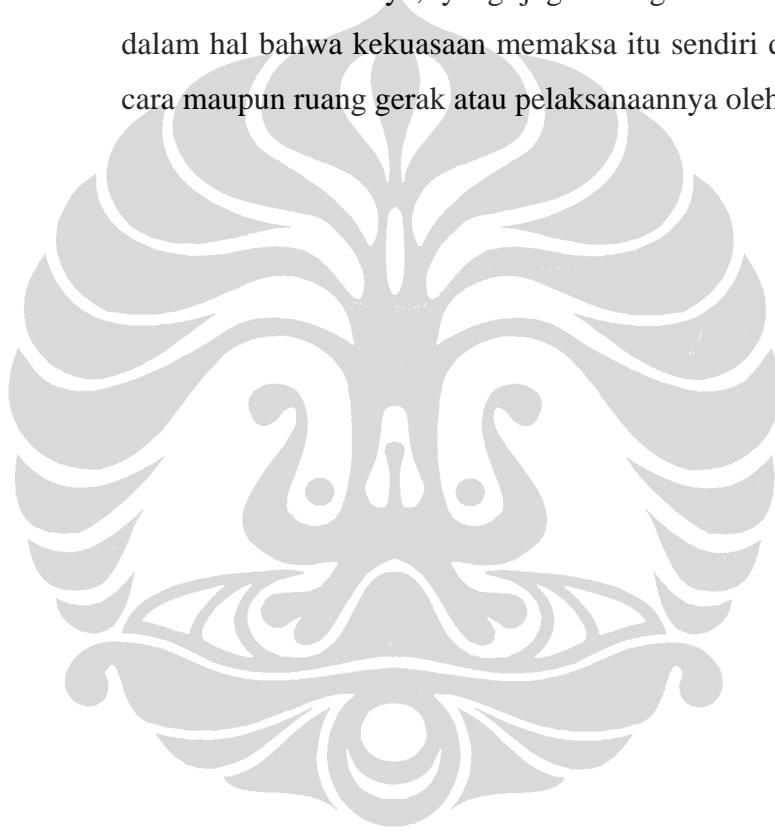 dalam hal bahwa kekuasaan memaksa itu sendiri
cara maupun ruang gerak atau pelaksanaannya oleh